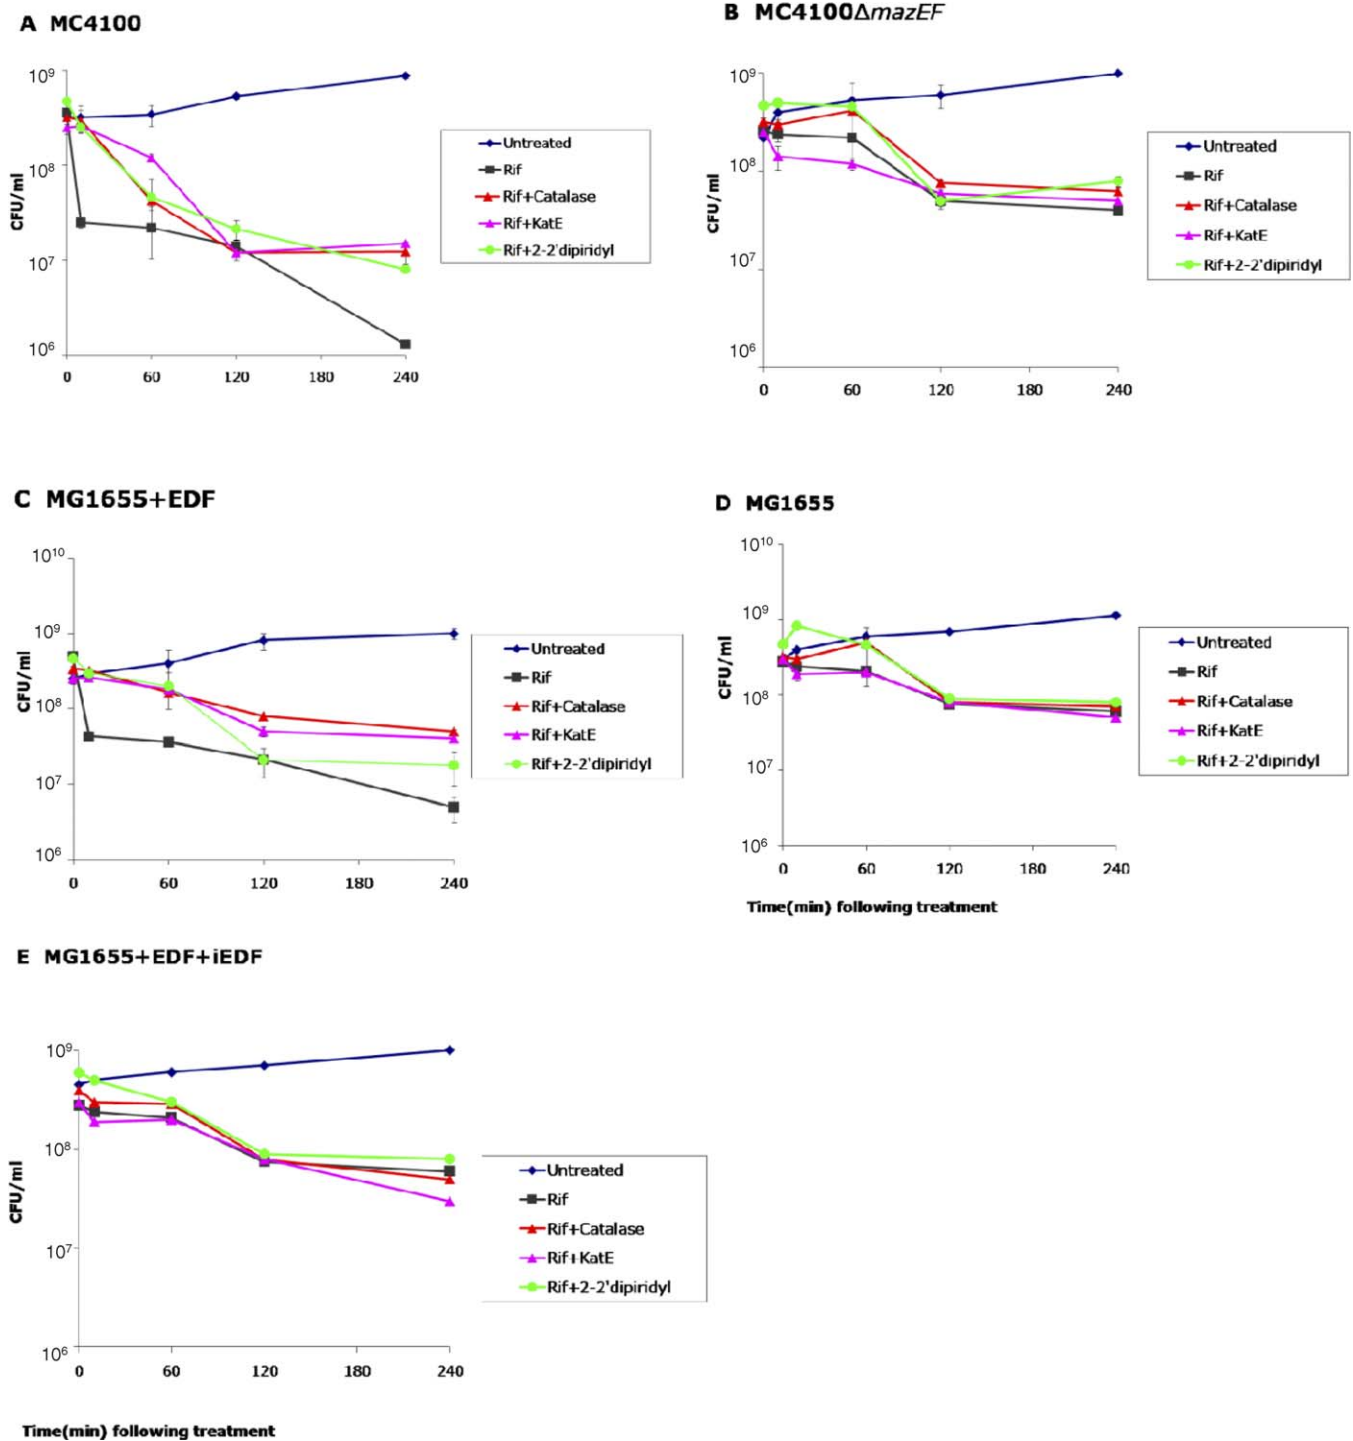 A MC4100
CFU/ml
10⁹
10⁸
10⁷
10⁶
0 60 120 180 240
Untreated
Rif
Rif+Catalase
Rif+KatE
Rif+2-2'dipiridyl
B MC4100ΔmazEF
CFU/ml
10⁹
10⁸
10⁷
10⁶
0 60 120 180 240
Untreated
Rif
Rif+Catalase
Rif+KatE
Rif+2-2'dipiridyl
C MG1655+EDF
CFU/ml
10¹⁰
10⁹
10⁸
10⁷
10⁶
0 60 120 180 240
Untreated
Rif
Rif+Catalase
Rif+KatE
Rif+2-2'dipiridyl
D MG1655
CFU/ml
10¹⁰
10⁹
10⁸
10⁷
10⁶
0 60 120 180 240
Time(min) following treatment
Untreated
Rif
Rif+Catalase
Rif+KatE
Rif+2-2'dipiridyl
E MG1655+EDF+iEDF
CFU/ml
10⁹
10⁸
10⁷
10⁶
0 60 120 180 240
Time(min) following treatment
Untreated
Rif
Rif+Catalase
Rif+KatE
Rif+2-2'dipiridyl